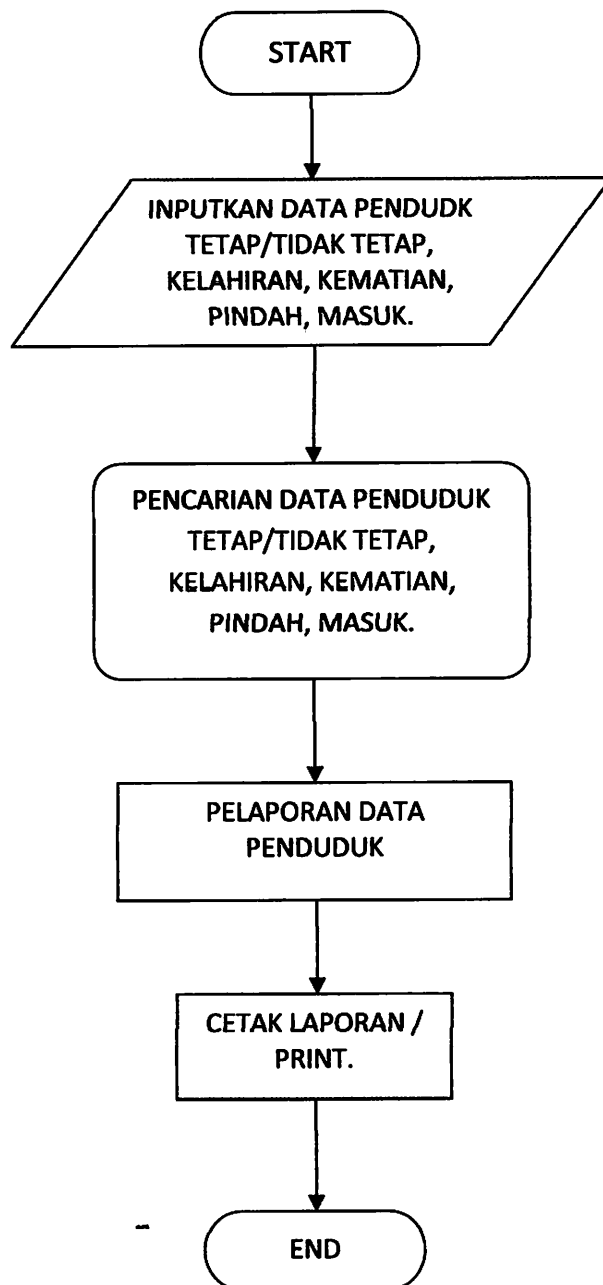 START
INPUTKAN DATA PENDUDK
TETAP/TIDAK TETAP,
KELAHIRAN, KEMATIAN,
PINDAH, MASUK.
PENCARIAN DATA PENDUDUK
TETAP/TIDAK TETAP,
KELAHIRAN, KEMATIAN,
PINDAH, MASUK.
PELAPORAN DATA
PENDUDUK
CETAK LAPORAN /
PRINT.
END